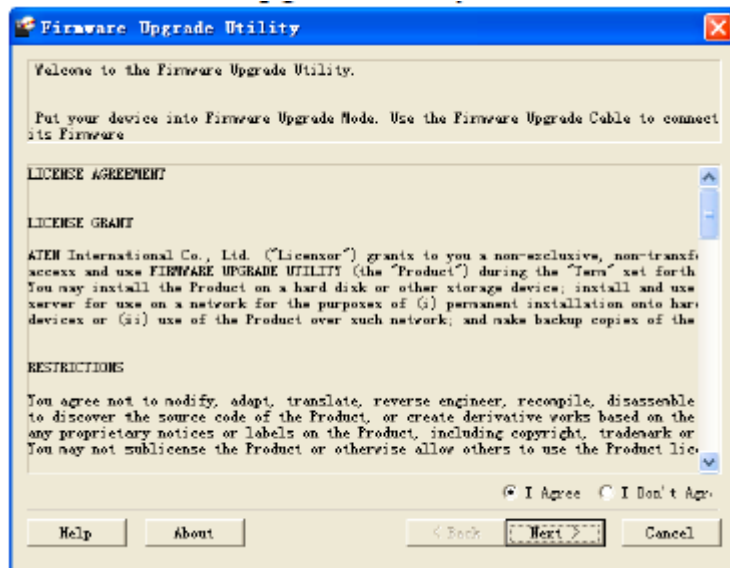 Firmware Upgrade Utility
Welcome to the Firmware Upgrade Utility.
Put your device into Firmware Upgrade Mode. Use the Firmware Upgrade Cable to connect
its Firmware
LICENSE AGREEMENT
LICENSE GRANT
ATEN International Co., Ltd. ("Licensor") grants to you a non-exclusive, non-transf
access and use FIRMWARE UPGRADE UTILITY (the "Product") during the "Term" set forth
You may install the Product on a hard disk or other storage device; install and use
server for use on a network for the purposes of (i) permanent installation onto har
devices or (ii) use of the Product over such network; and make backup copies of the
RESTRICTIONS
You agree not to modify, adapt, translate, reverse engineer, recompile, disassemble
to discover the source code of the Product, or create derivative works based on the
any proprietary notices or labels on the Product, including copyright, trademark or
You may not sublicense the Product or otherwise allow others to use the Product lic
I Agree I Don't Agr
Help About < Back Next > Cancel